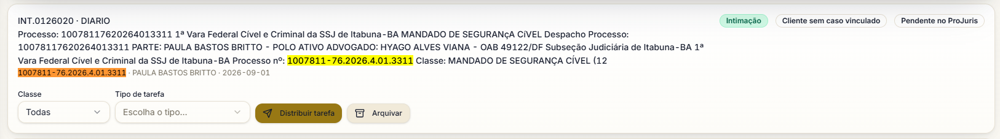 INT.0126020 · DIARIO
Intimação
Cliente sem caso vinculado
Pendente no ProJuris
Processo: 10078117620264013311 1ª Vara Federal Cível e Criminal da SSJ de Itabuna-BA MANDADO DE SEGURANçA CíVEL Despacho Processo:
10078117620264013311 PARTE: PAULA BASTOS BRITTO - POLO ATIVO ADVOGADO: HYAGO ALVES VIANA - OAB 49122/DF Subseção Judiciária de Itabuna-BA 1ª
Vara Federal Cível e Criminal da SSJ de Itabuna-BA Processo nº: 1007811-76.2026.4.01.3311 Classe: MANDADO DE SEGURANÇA CÍVEL (12
1007811-76.2026.4.01.3311 · PAULA BASTOS BRITTO · 2026-09-01
Classe
Tipo de tarefa
Todas
Escolha o tipo...
Distribuir tarefa
Arquivar